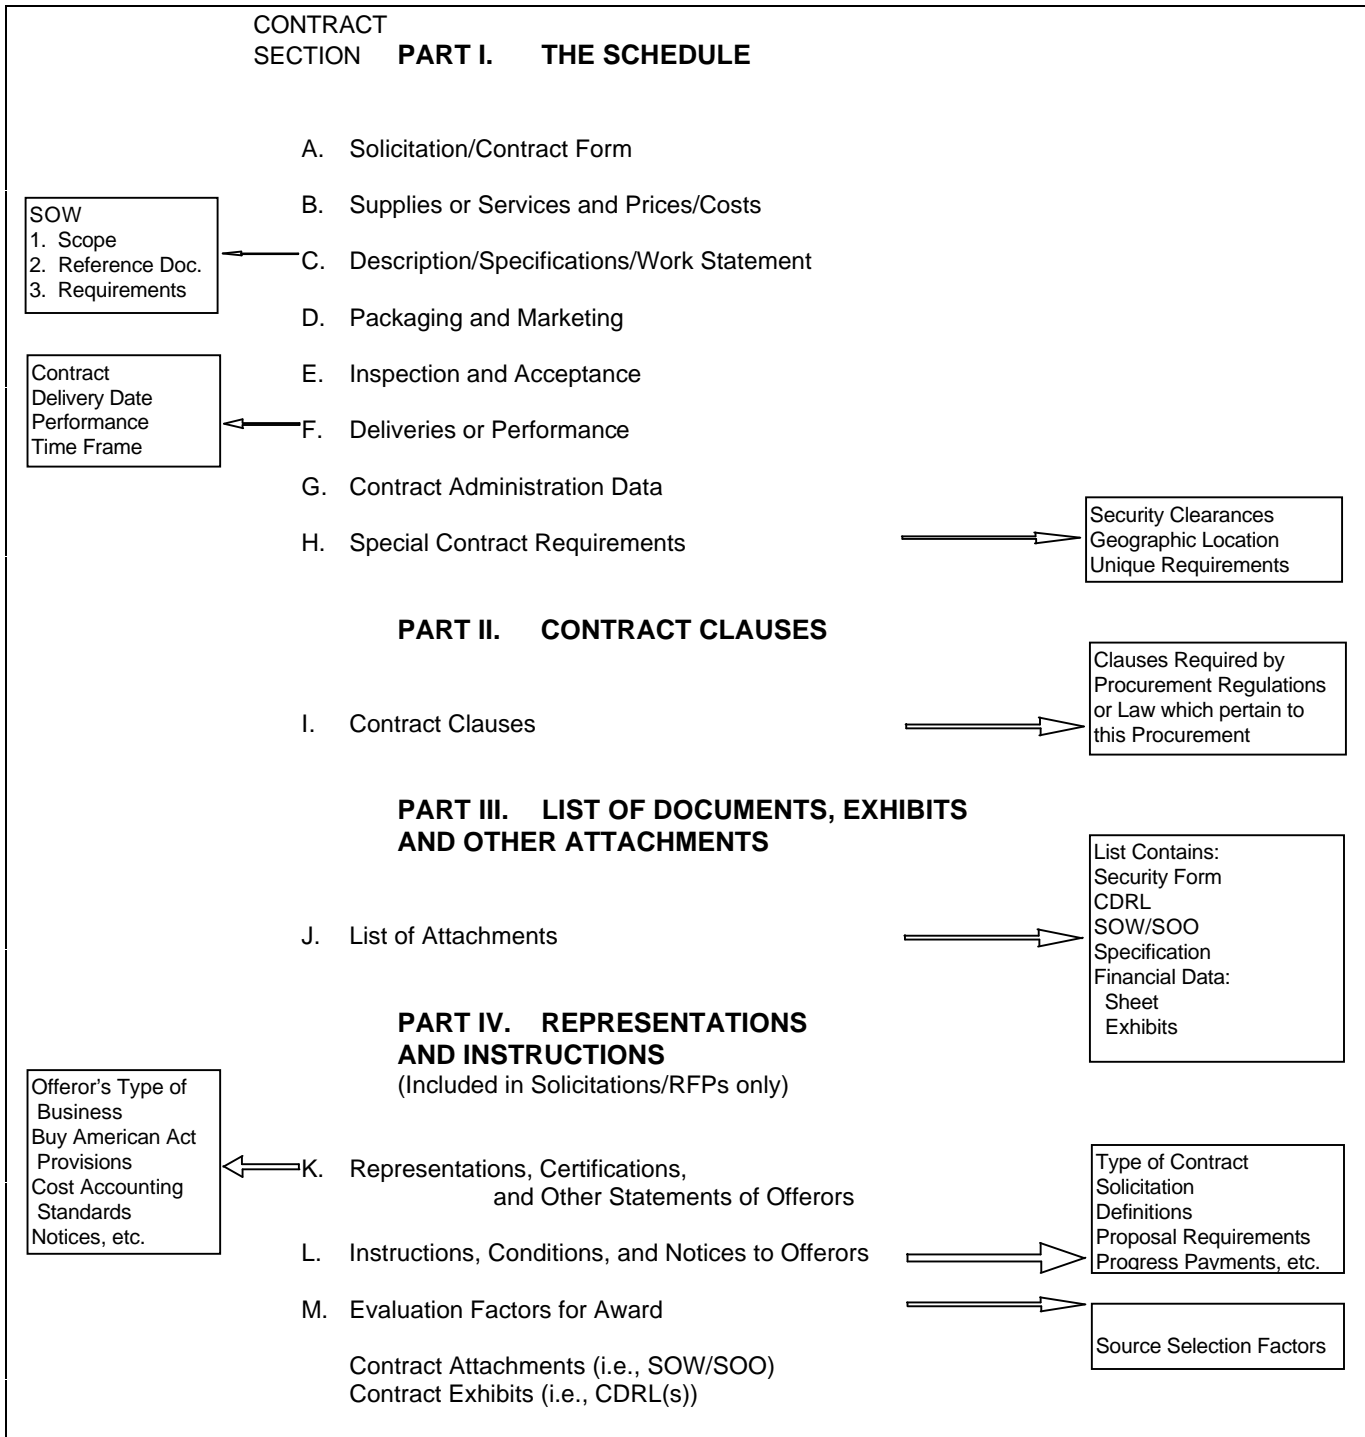 CONTRACT
SECTION PART I. THE SCHEDULE
A. Solicitation/Contract Form
B. Supplies or Services and Prices/Costs
SOW
1. Scope
2. Reference Doc.
3. Requirements
C. Description/Specifications/Work Statement
D. Packaging and Marketing
E. Inspection and Acceptance
Contract
Delivery Date
Performance
Time Frame
F. Deliveries or Performance
G. Contract Administration Data
H. Special Contract Requirements
Security Clearances
Geographic Location
Unique Requirements
PART II. CONTRACT CLAUSES
I. Contract Clauses
Clauses Required by
Procurement Regulations
or Law which pertain to
this Procurement
PART III. LIST OF DOCUMENTS, EXHIBITS
AND OTHER ATTACHMENTS
J. List of Attachments
List Contains:
Security Form
CDRL
SOW/SOO
Specification
Financial Data:
Sheet
Exhibits
PART IV. REPRESENTATIONS
AND INSTRUCTIONS
(Included in Solicitations/RFPs only)
Offeror's Type of
Business
Buy American Act
Provisions
Cost Accounting
Standards
Notices, etc.
K. Representations, Certifications,
and Other Statements of Offerors
L. Instructions, Conditions, and Notices to Offerors
Type of Contract
Solicitation
Definitions
Proposal Requirements
Progress Payments, etc.
M. Evaluation Factors for Award
Source Selection Factors
Contract Attachments (i.e., SOW/SOO)
Contract Exhibits (i.e., CDRL(s))